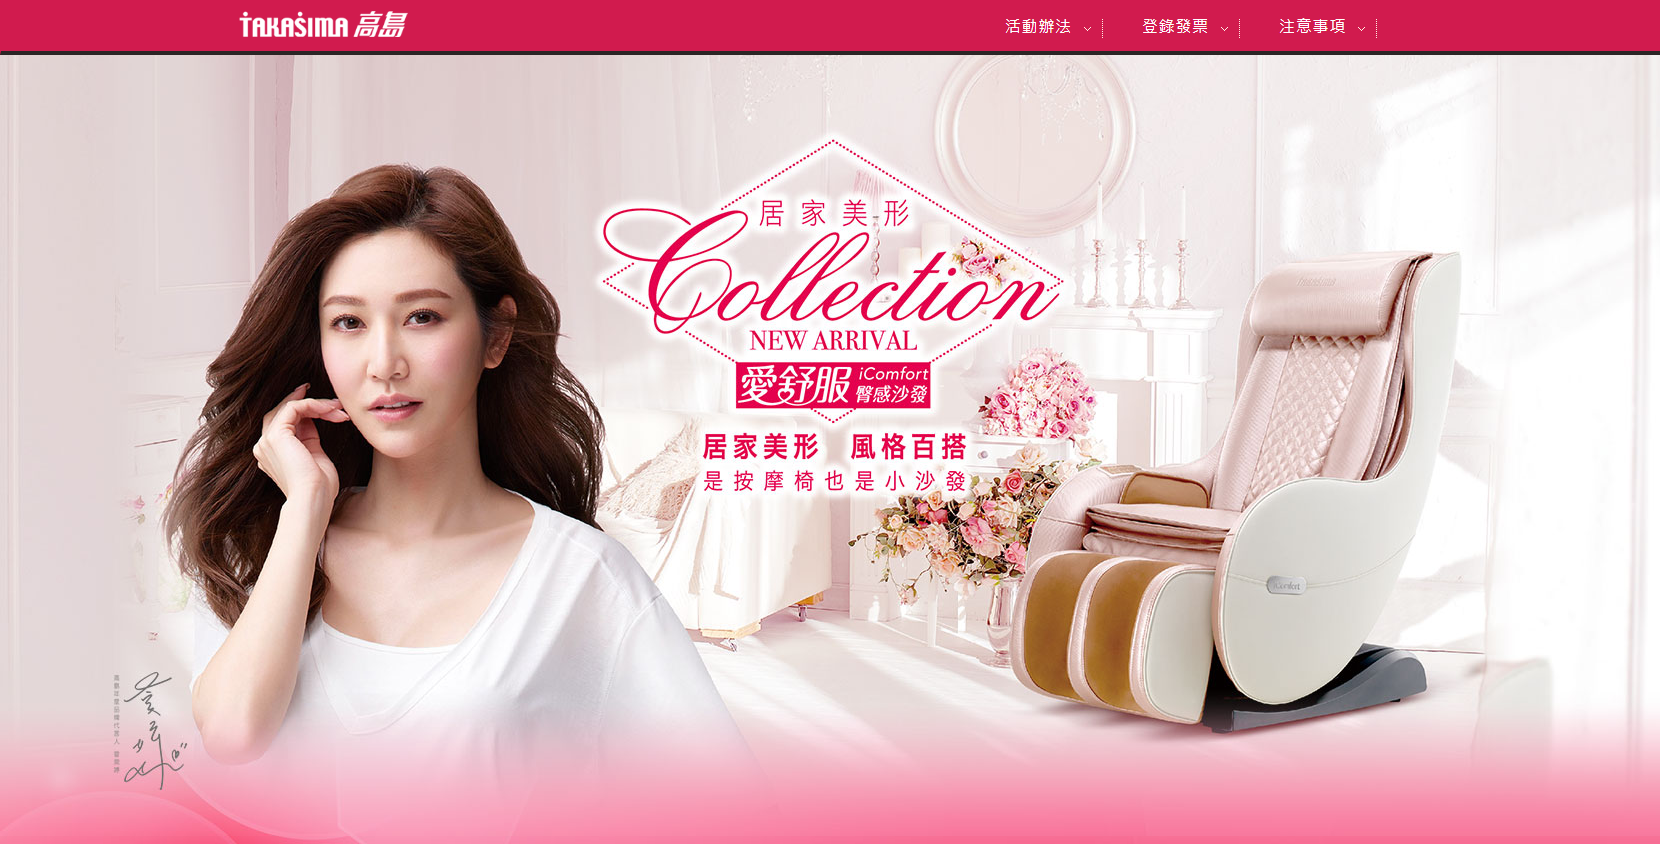 TAKASIMA 高島
活動辦法
登錄發票
注意事項
居家美形
Collection
NEW ARRIVAL
愛舒服 iComfort
臀感沙發
居家美形 風格百搭
是按摩椅也是小沙發
TAKASIMA
iComfort